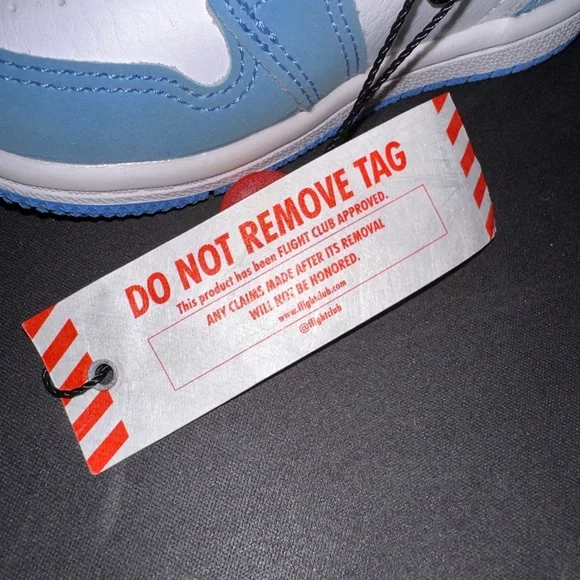 DO NOT REMOVE TAG
This product has been FLIGHT CLUB APPROVED.
ANY CLAIMS MADE AFTER ITS REMOVAL
WILL NOT BE HONORED.
www.flightclub.com
@flightclub